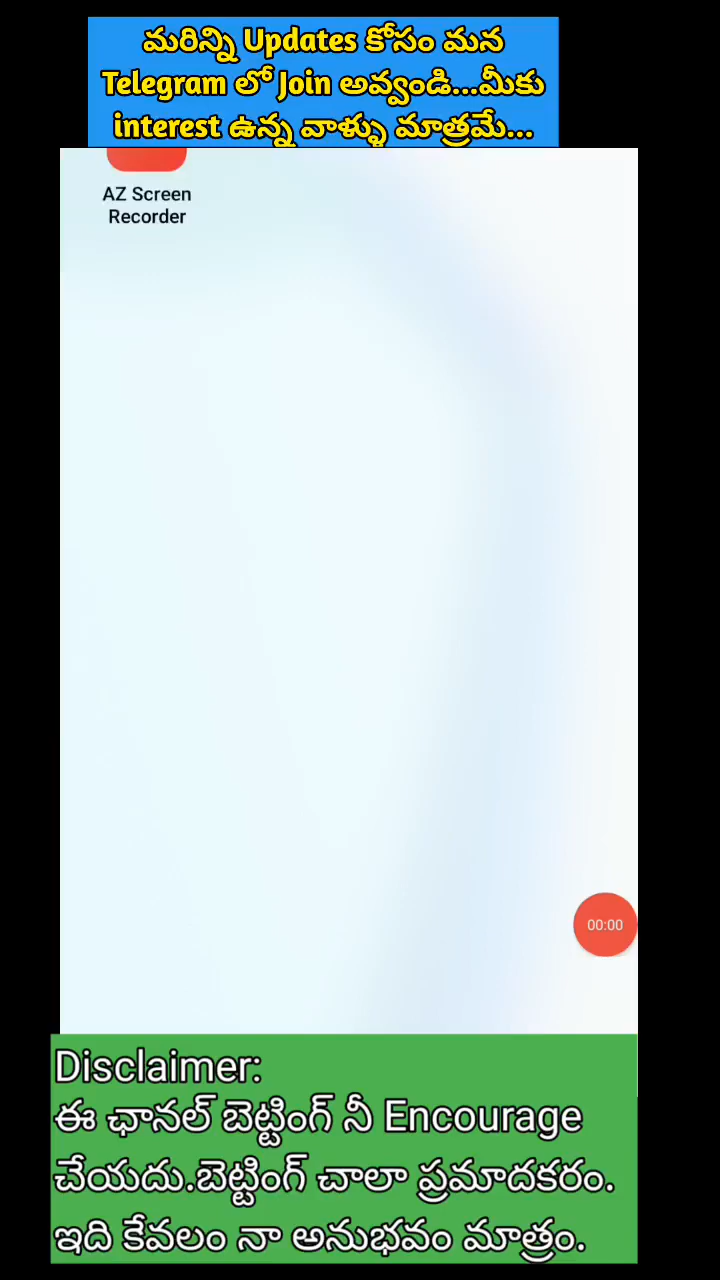 మరిన్ని Updates కోసం మన
Telegram లో Join అవ్వండి...మీకు
interest ఉన్న వాళ్ళు మాత్రమే...
AZ Screen
Recorder
00:00
Disclaimer:
ఈ ఛానల్ బెట్టింగ్ నీ Encourage
చేయదు.బెట్టింగ్ చాలా ప్రమాదకరం.
ఇది కేవలం నా అనుభవం మాత్రం.